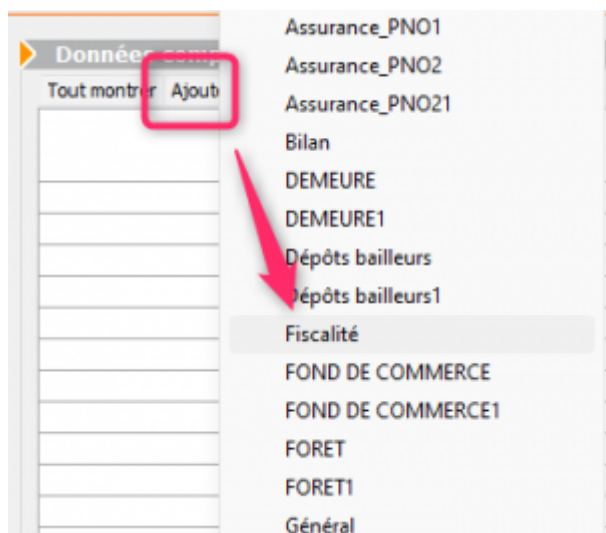 Données
Tout montrer
Assurance_PNO1
Assurance_PNO2
Assurance_PNO21
Bilan
DEMEURE
DEMEURE1
Dépôts bailleurs
Dépôts bailleurs1
Fiscalité
FOND DE COMMERCE
FOND DE COMMERCE1
FORET
FORET1
Général